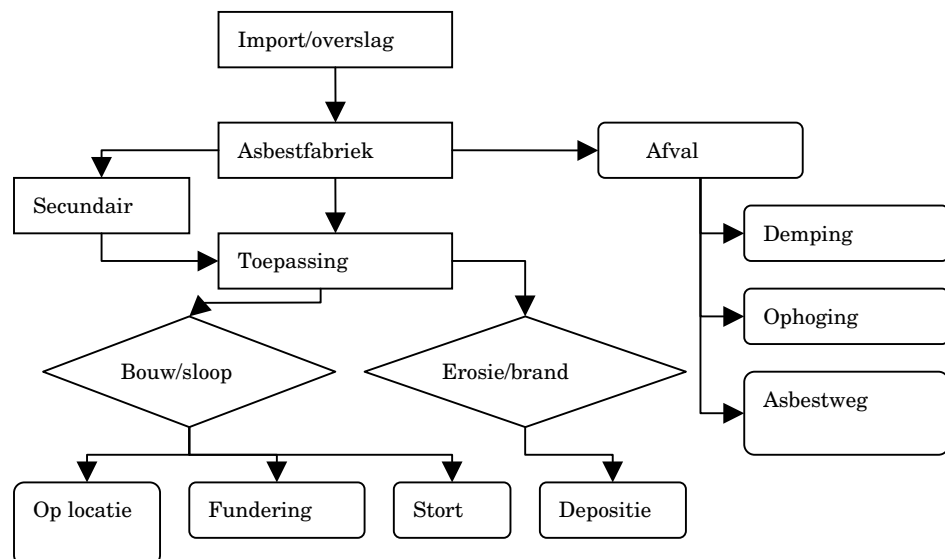 Import/overslag
Asbestfabriek
Afval
Secundair
Demping
Toepassing
Ophoging
Bouw/sloop
Erosie/brand
Asbestweg
Op locatie
Fundering
Stort
Depositie